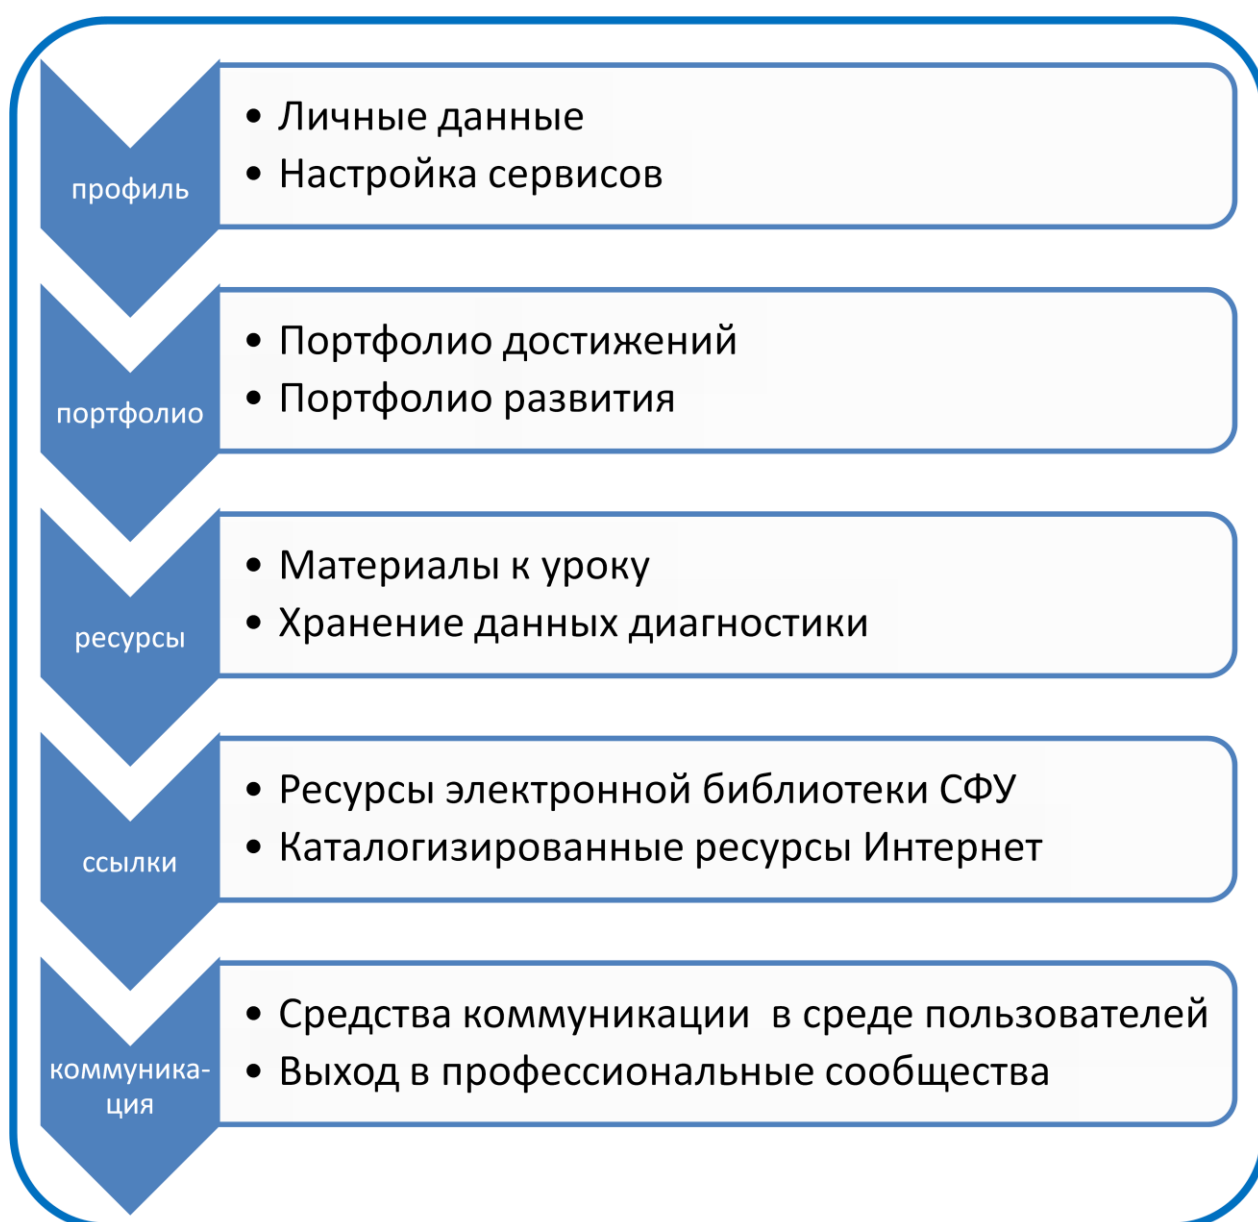 профиль
• Личные данные
• Настройка сервисов
портфолио
• Портфолио достижений
• Портфолио развития
ресурсы
• Материалы к уроку
• Хранение данных диагностики
ссылки
• Ресурсы электронной библиотеки СФУ
• Каталогизированные ресурсы Интернет
коммуника-
ция
• Средства коммуникации  в среде пользователей
• Выход в профессиональные сообщества